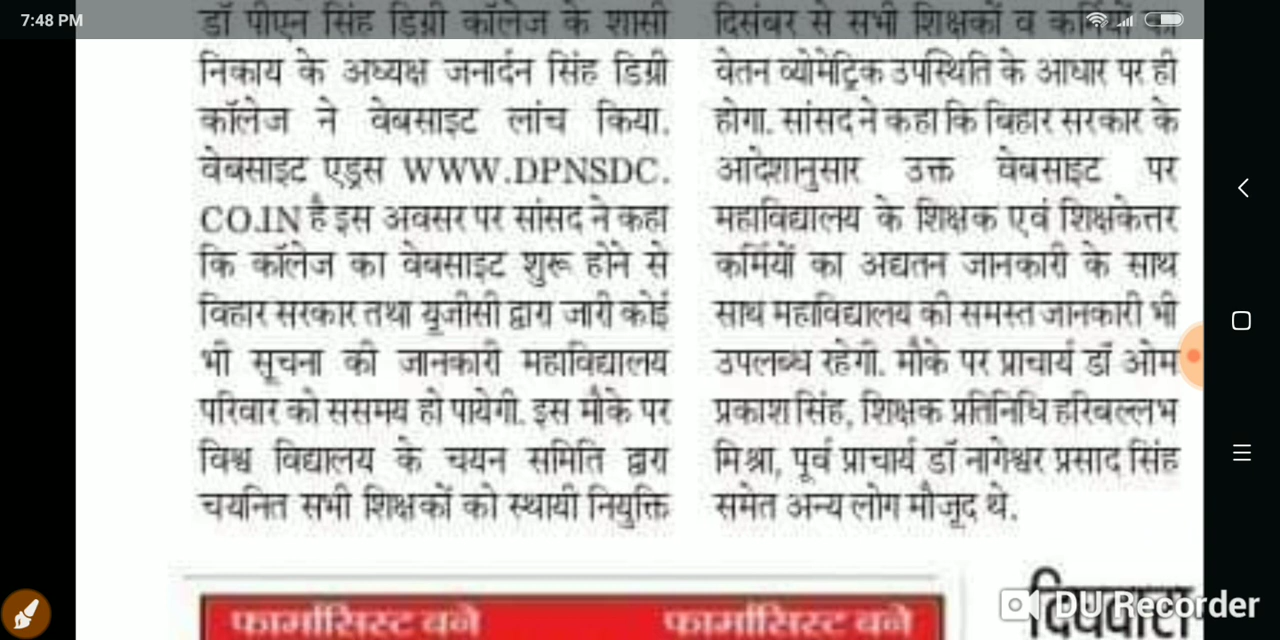 7:48 PM
डॉ पीएन सिंह डिग्री कॉलेज के शासी
निकाय के अध्यक्ष जनार्दन सिंह डिग्री
कॉलेज ने वेबसाइट लांच किया.
वेबसाइट एड्रस WWW.DPNSDC.
CO.IN है इस अवसर पर सांसद ने कहा
कि कॉलेज का वेबसाइट शुरू होने से
विहार सरकार तथा यूजीसी द्वारा जारी कोई
भी सूचना की जानकारी महाविद्यालय
परिवार को ससमय हो पायेगी. इस मौके पर
विश्व विद्यालय के चयन समिति द्वरा
चयनित सभी शिक्षकों को स्थायी नियुक्ति
दिसंबर से सभी शिक्षकों व कर्मियों का
वेतन व्योमेट्रिक उपस्थिति के आधार पर ही
होगा. सांसद ने कहा कि बिहार सरकार के
आदेशानुसार उक्त वेबसाइट पर
महाविद्यालय के शिक्षक एवं शिक्षकेत्तर
कर्मियों का अद्यतन जानकारी के साथ
साथ महाविद्यालय की समस्त जानकारी भी
उपलब्ध रहेगी. मौके पर प्राचार्य डॉ ओम
प्रकाश सिंह, शिक्षक प्रतिनिधि हरिबल्लभ
मिश्रा, पूर्व प्राचार्य डॉ नागेश्वर प्रसाद सिंह
समेत अन्य लोग मौजूद थे.
फार्मासिस्ट बने फार्मासिस्ट बने
DU Recorder